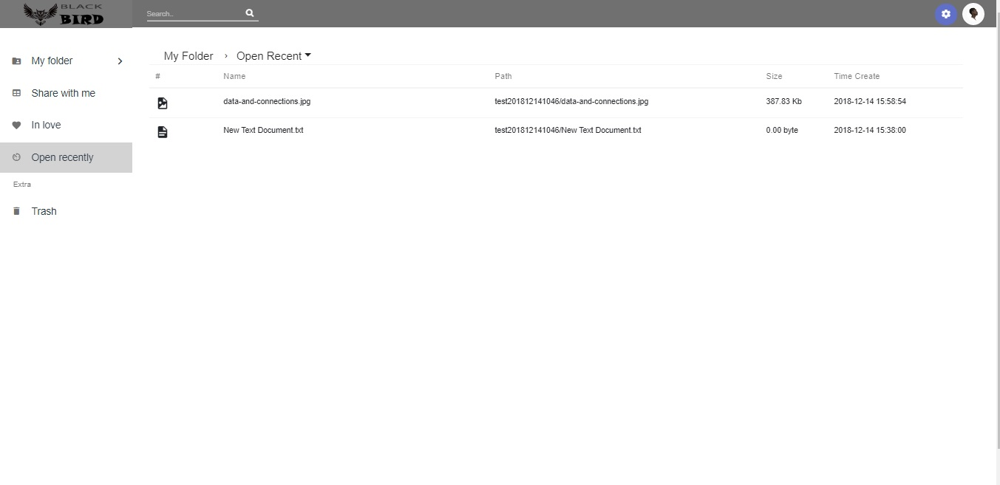 BLACK
BIRD
Search..
My folder
Share with me
In love
Open recently
Extra
Trash
My Folder › Open Recent
# Name Path Size Time Create
data-and-connections.jpg test201812141046/data-and-connections.jpg 387.83 Kb 2018-12-14 15:58:54
New Text Document.txt test201812141046/New Text Document.txt 0.00 byte 2018-12-14 15:38:00